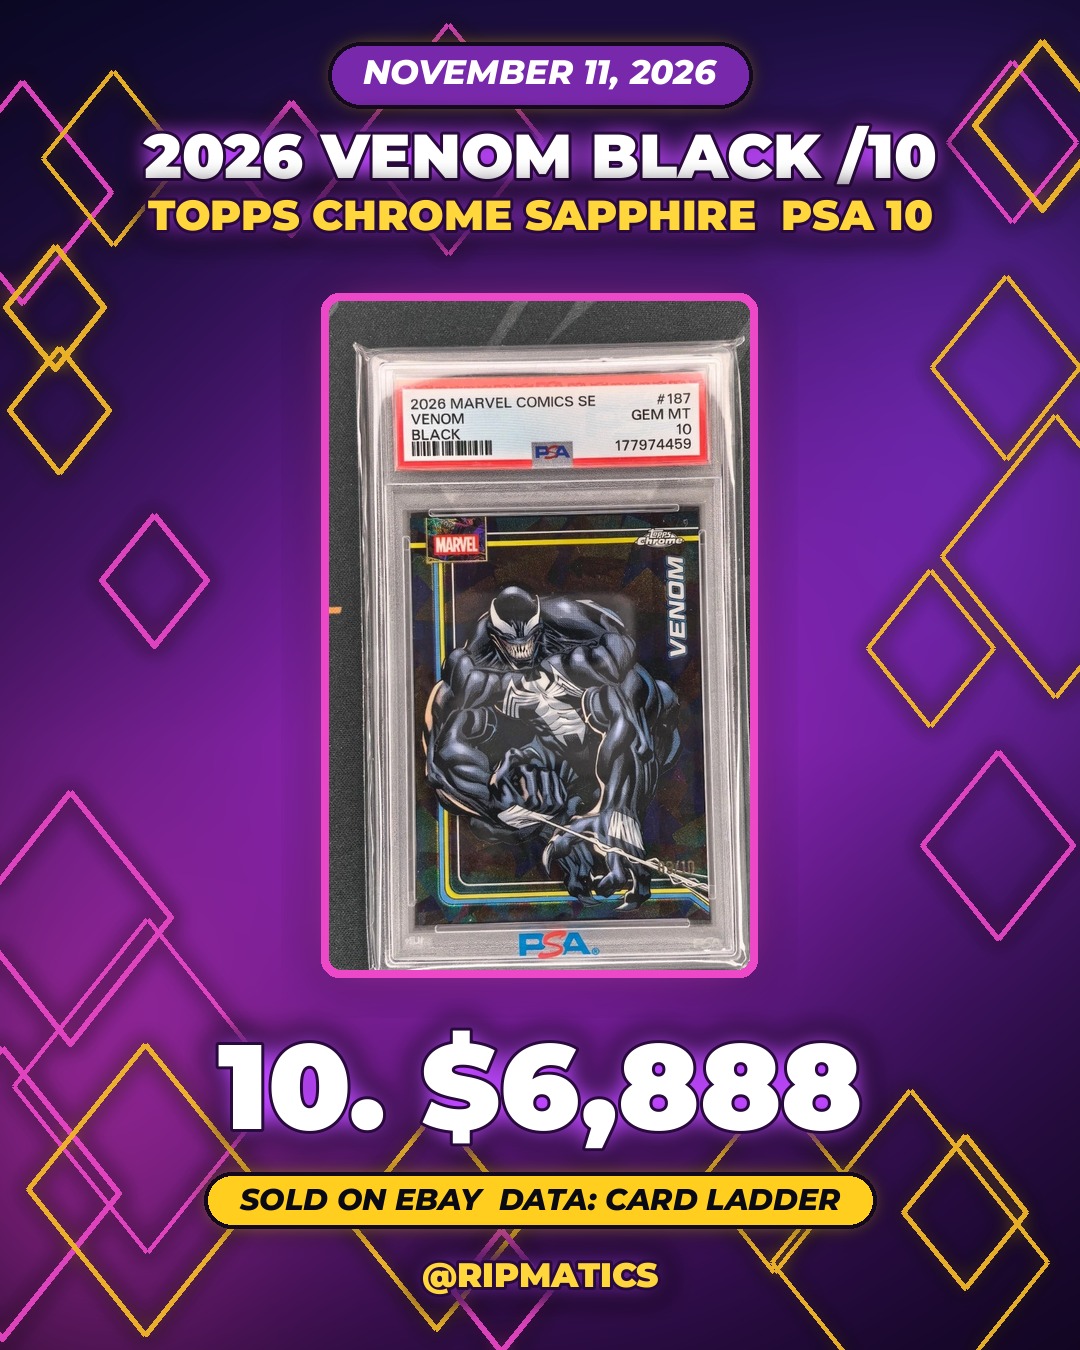 NOVEMBER 11, 2026
2026 VENOM BLACK /10
TOPPS CHROME SAPPHIRE PSA 10
2026 MARVEL COMICS SE #187
VENOM GEM MT
BLACK 10
177974459
PSA
MARVEL
Topps Chrome
VENOM
PSA
10. $6,888
SOLD ON EBAY DATA: CARD LADDER
@RIPMATICS